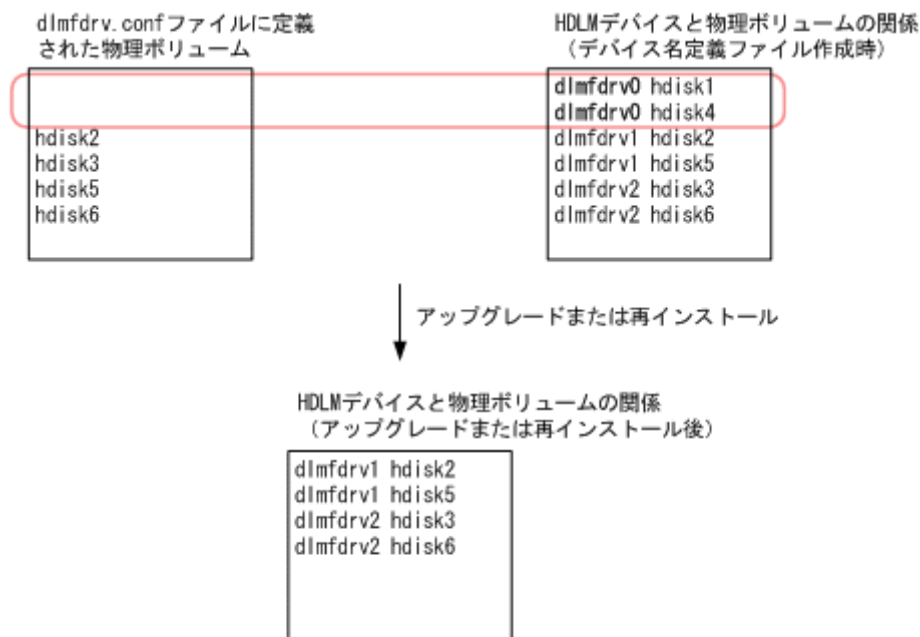 dlmfdrv.confファイルに定義
された物理ボリューム
HDLMデバイスと物理ボリュームの関係
（デバイス名定義ファイル作成時）
hdisk2
hdisk3
hdisk5
hdisk6
dlmfdrv0 hdisk1
dlmfdrv0 hdisk4
dlmfdrv1 hdisk2
dlmfdrv1 hdisk5
dlmfdrv2 hdisk3
dlmfdrv2 hdisk6
アップグレードまたは再インストール
HDLMデバイスと物理ボリュームの関係
（アップグレードまたは再インストール後）
dlmfdrv1 hdisk2
dlmfdrv1 hdisk5
dlmfdrv2 hdisk3
dlmfdrv2 hdisk6